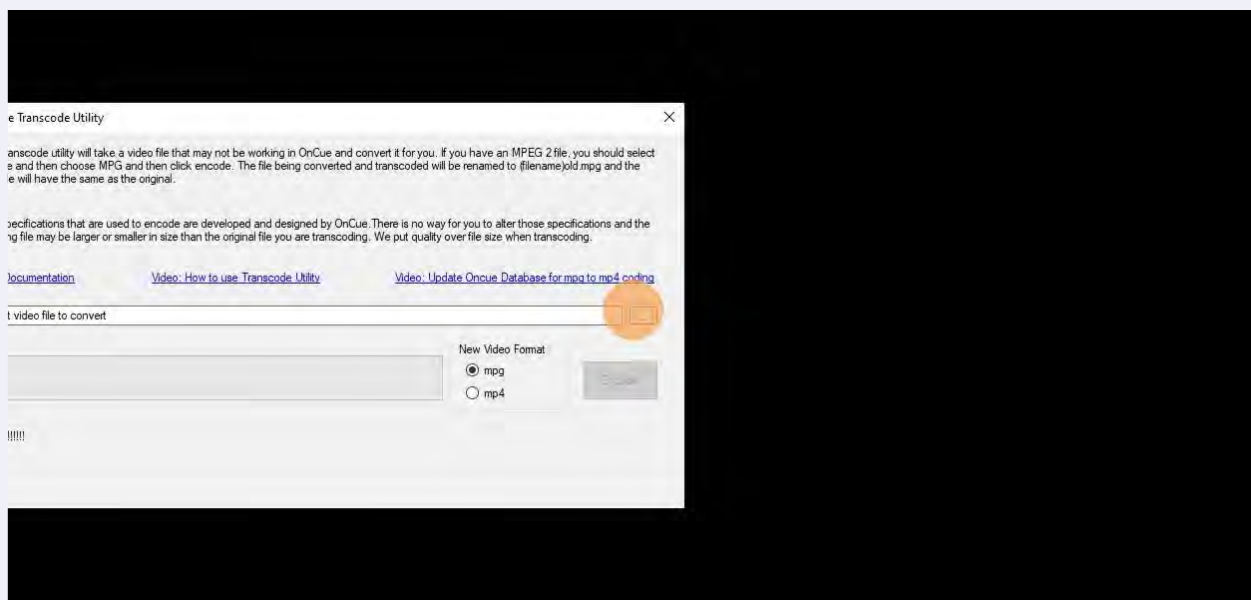 e Transcode Utility
anscode utility will take a video file that may not be working in OnCue and convert it for you. If you have an MPEG 2 file, you should select
e and then choose MPG and then click encode. The file being converted and transcoded will be renamed to (filename)old.mpg and the
e will have the same as the original.
pecifications that are used to encode are developed and designed by OnCue.There is no way for you to alter those specifications and the
ng file may be larger or smaller in size than the original file you are transcoding. We put quality over file size when transcoding.
Documentation Video: How to use Transcode Utility Video: Update Oncue Database for mpg to mp4 coding
t video file to convert
New Video Format
mpg
mp4
!!!!!!